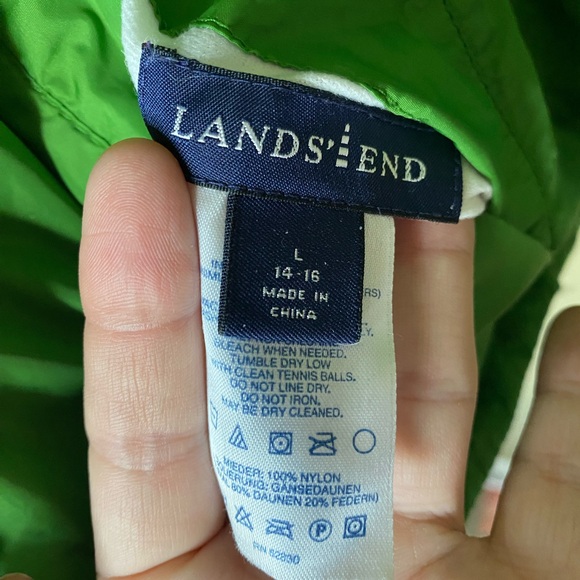 LANDS' END
L
14-16
MADE IN
CHINA
BLEACH WHEN NEEDED.
TUMBLE DRY LOW
WITH CLEAN TENNIS BALLS.
DO NOT LINE DRY.
DO NOT IRON.
MAY BE DRY CLEANED.
MIEDER: 100% NYLON
GÄNSEDAUNEN
80% DAUNEN 20% FEDERN)
P
RN 62830